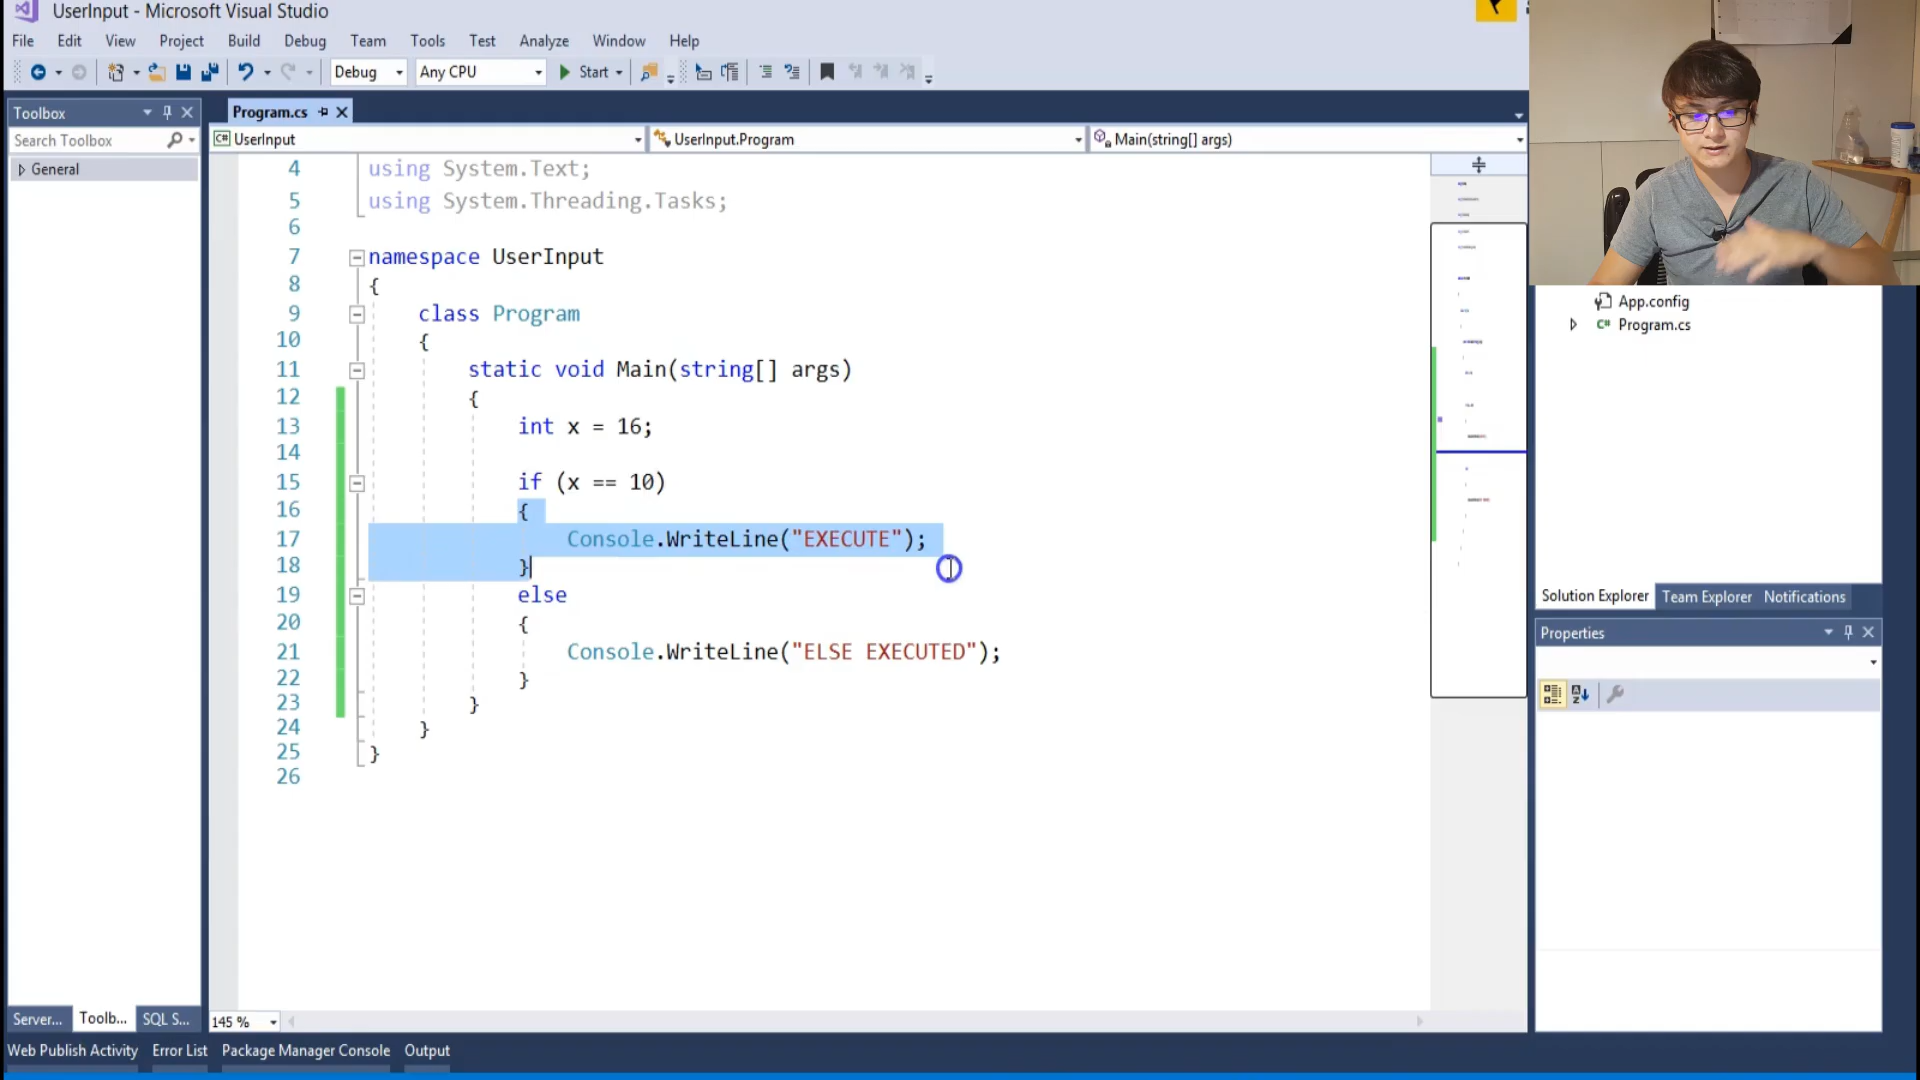 UserInput - Microsoft Visual Studio
File Edit View Project Build Debug Team Tools Test Analyze Window Help
Debug Any CPU Start
Toolbox
Search Toolbox
General
Program.cs
UserInput UserInput.Program Main(string[] args)
4 using System.Text;
5 using System.Threading.Tasks;
6
7 namespace UserInput
8 {
9 class Program
10 {
11 static void Main(string[] args)
12 {
13 int x = 16;
14
15 if (x == 10)
16 {
17 Console.WriteLine("EXECUTE");
18 }
19 else
20 {
21 Console.WriteLine("ELSE EXECUTED");
22 }
23 }
24 }
25 }
26
App.config
Program.cs
Solution Explorer Team Explorer Notifications
Properties
Server... Toolb... SQL S...
145 %
Web Publish Activity Error List Package Manager Console Output